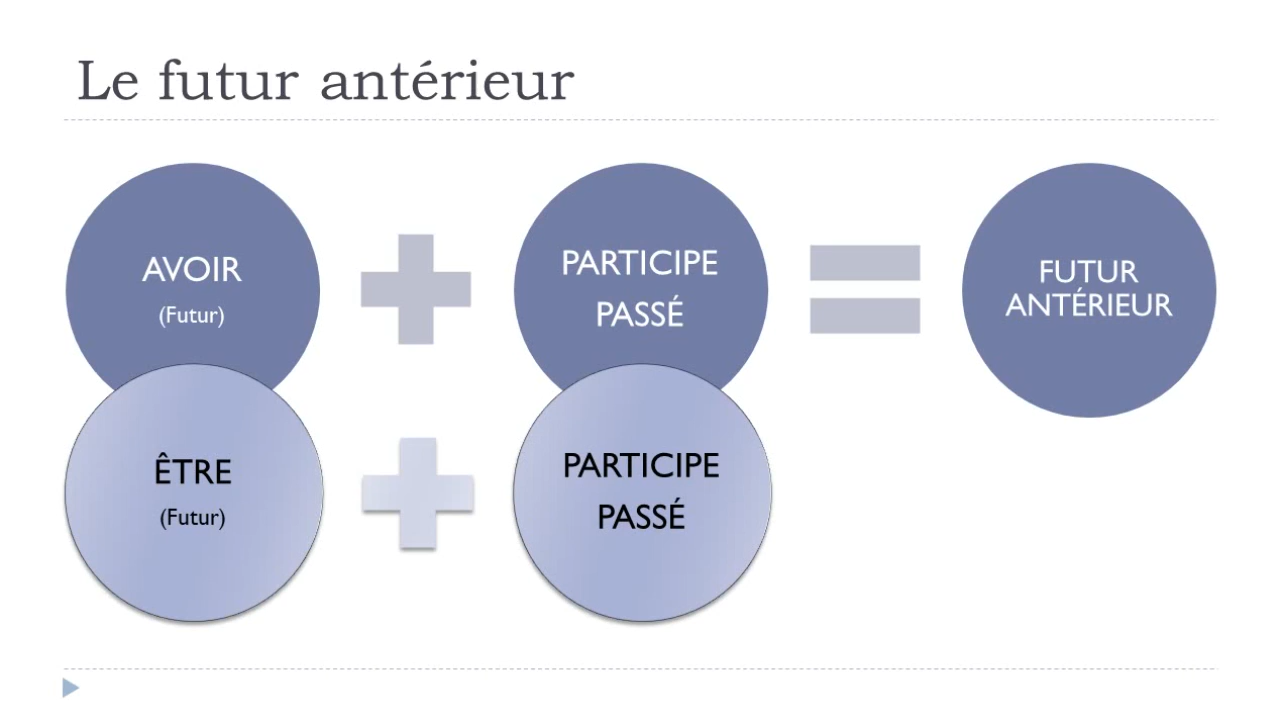 Le futur antérieur
AVOIR
(Futur)
PARTICIPE
PASSÉ
FUTUR
ANTÉRIEUR
ÊTRE
(Futur)
PARTICIPE
PASSÉ